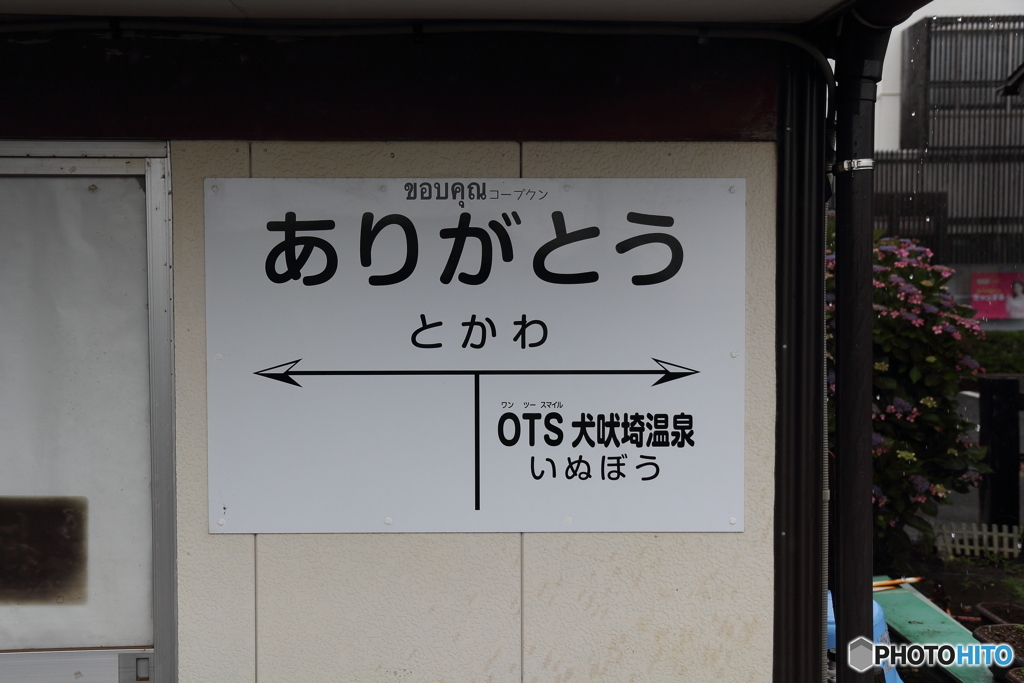 ขอบคุณコープクン
ありがとう
とかわ
ワン ツー スマイル
OTS 犬吠埼温泉
いぬぼう
PHOTOHITO